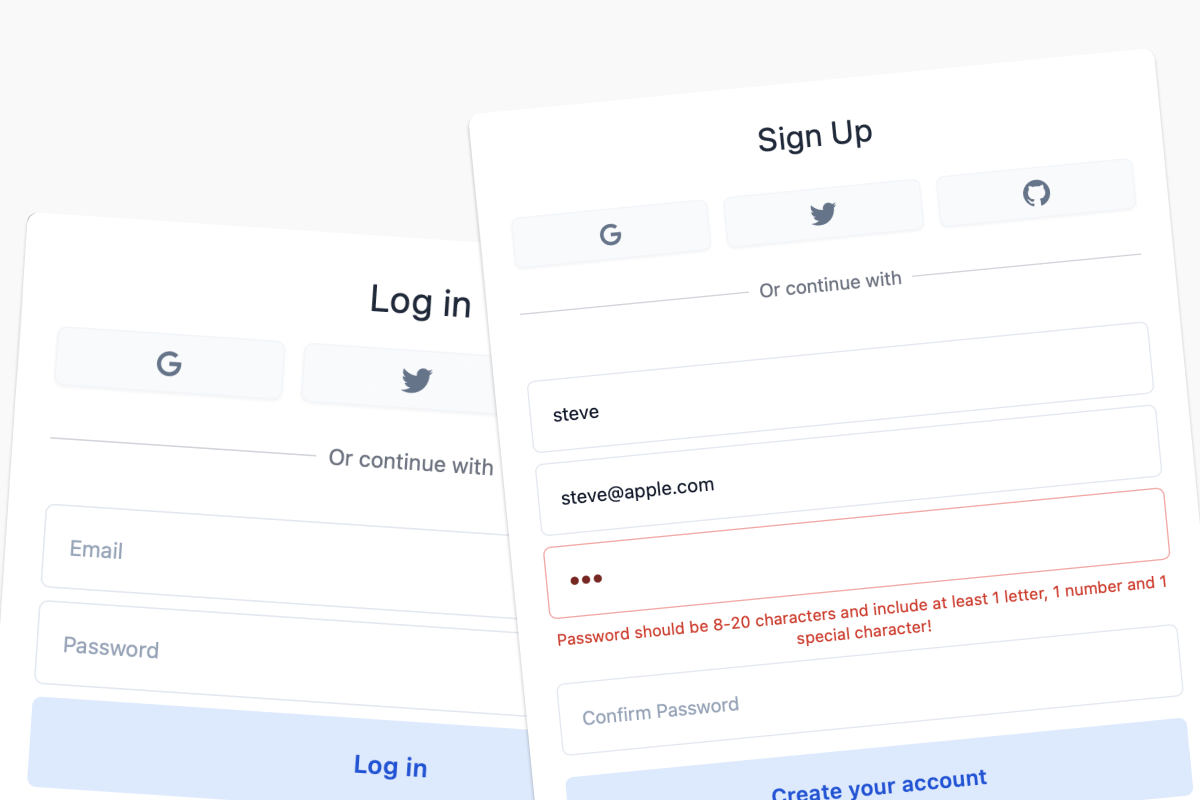 Log in
Or continue with
Email
Password
Log in
Sign Up
Or continue with
steve
steve@apple.com
Password should be 8-20 characters and include at least 1 letter, 1 number and 1
special character!
Confirm Password
Create your account